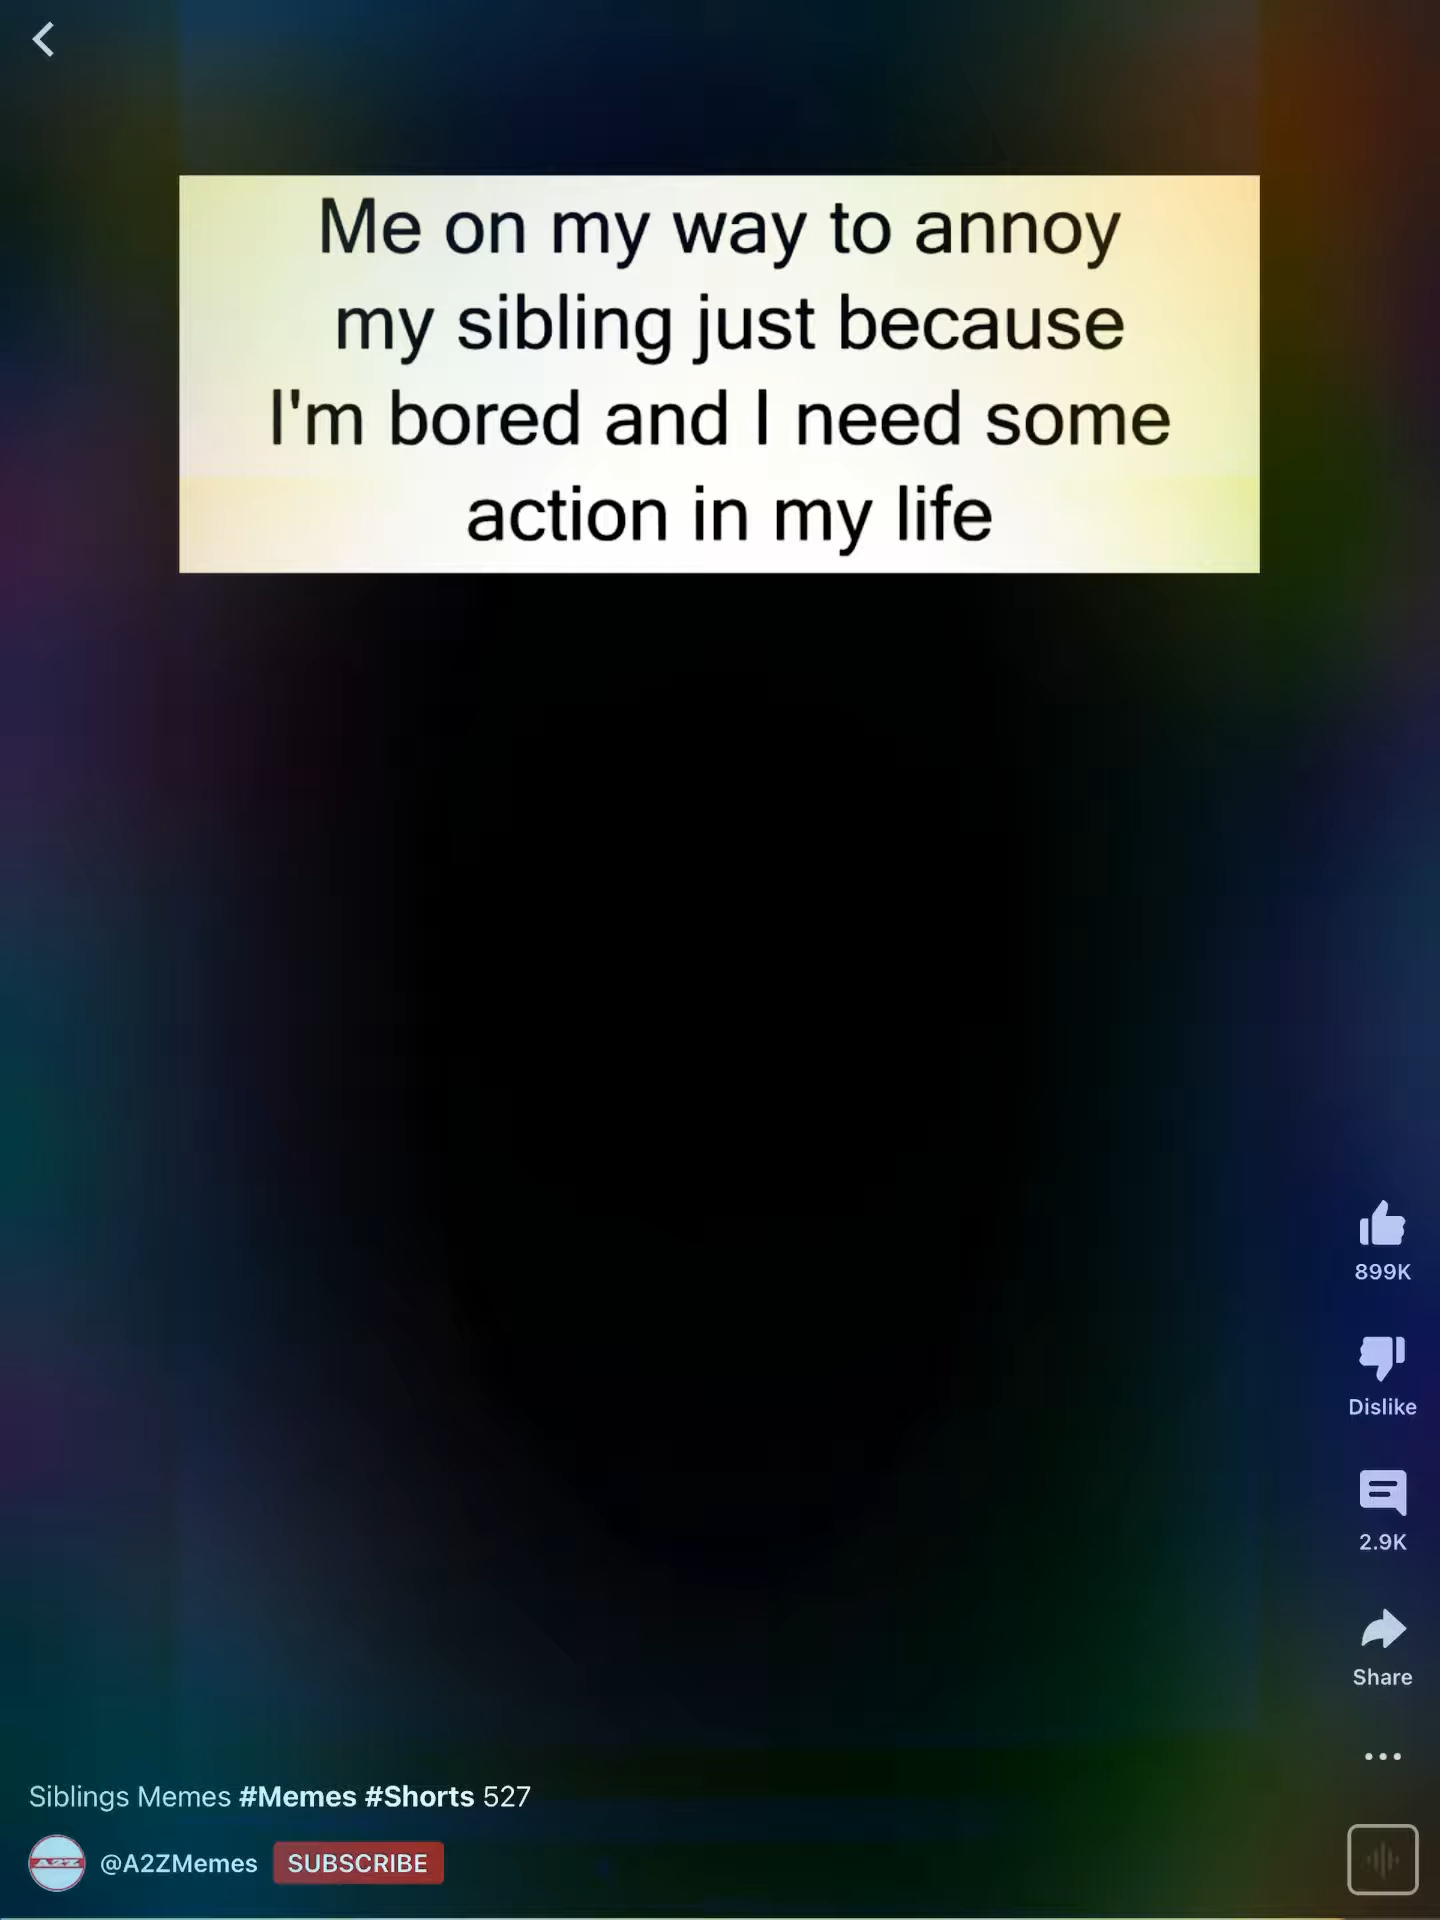 Me on my way to annoy
my sibling just because
I'm bored and I need some
action in my life
899K
Dislike
2.9K
Share
Siblings Memes #Memes #Shorts 527
A2Z
@A2ZMemes
SUBSCRIBE